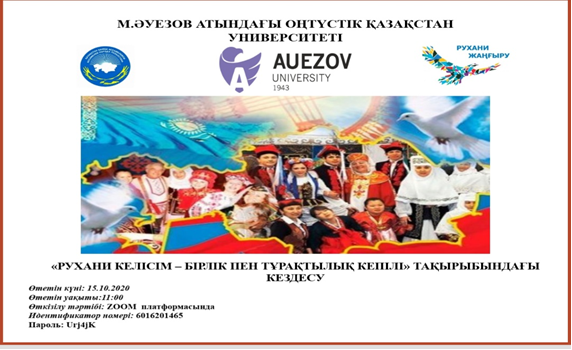 М.ӘУЕЗОВ АТЫНДАҒЫ ОҢТҮСТІК ҚАЗАҚСТАН
УНИВЕРСИТЕТІ
AUEZOV
UNIVERSITY
1943
РУХАНИ
ЖАҢҒЫРУ
«РУХАНИ КЕЛІСІМ – БІРЛІК ПЕН ТҰРАҚТЫЛЫҚ КЕПІЛІ» ТАҚЫРЫБЫНДАҒЫ
КЕЗДЕСУ
Өтетін күні: 15.10.2020
Өтетін уақыты:11:00
Өткізілу тәртібі: ZOOM платформасында
Идентификатор номері: 6016201465
Пароль: Urj4jK